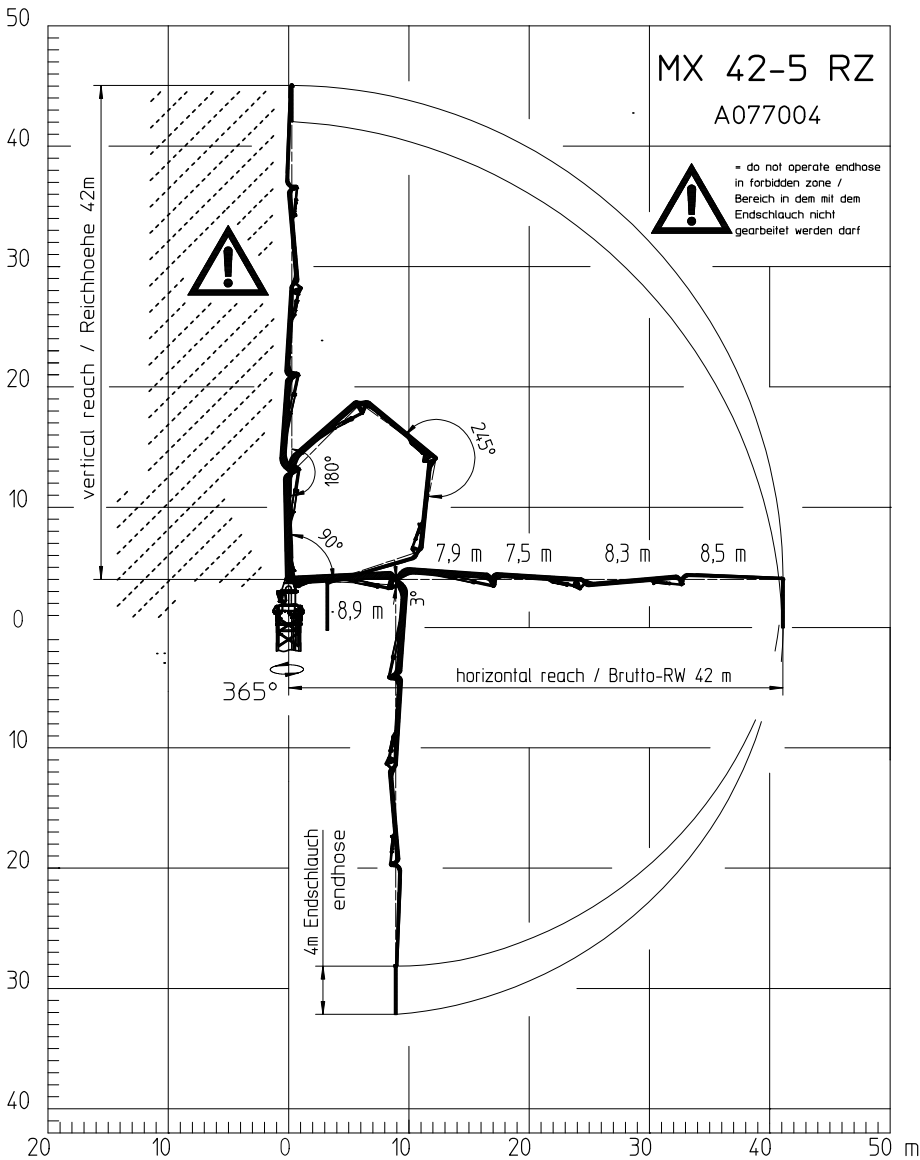 50
MX 42-5 RZ
A077004
40
= do not operate endhose
in forbidden zone /
Bereich in dem mit dem
Endschlauch nicht
gearbeitet werden darf
vertical reach / Reichhoehe 42m
30
20
245°
180°
10
90°
7,9 m
7,5 m
8,3 m
8,5 m
8,9 m
3°
0
horizontal reach / Brutto-RW 42 m
365°
10
4m Endschlauch
endhose
20
30
40
20
0
10
20
30
40
50 m